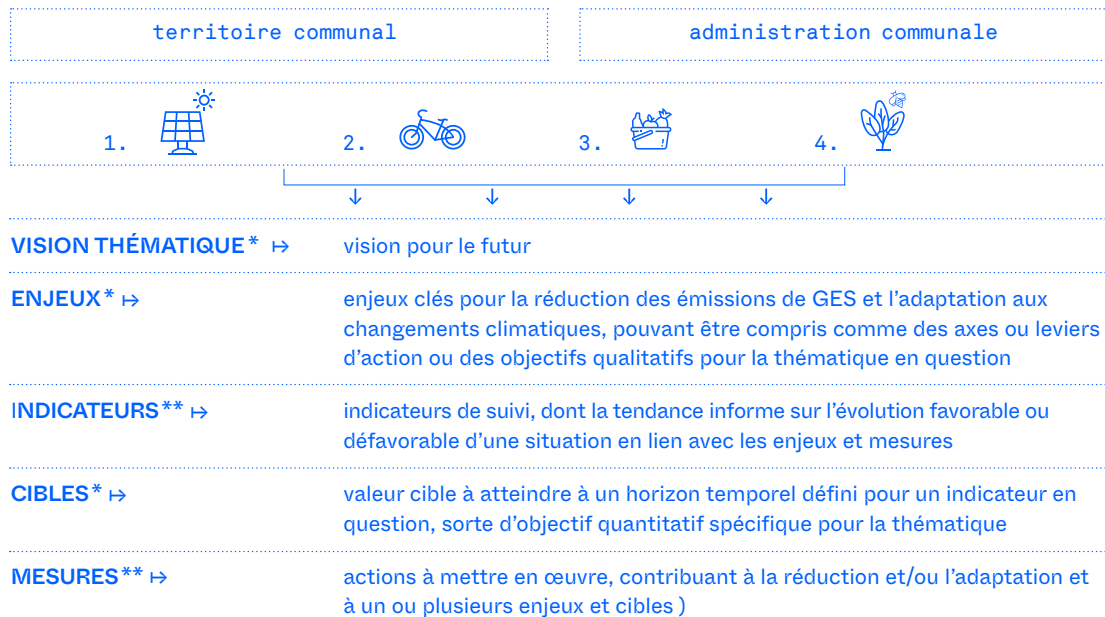 territoire communal
administration communale
1.
2.
3.
4.
VISION THÉMATIQUE* ↦ vision pour le futur
ENJEUX* ↦ enjeux clés pour la réduction des émissions de GES et l’adaptation aux
changements climatiques, pouvant être compris comme des axes ou leviers
d’action ou des objectifs qualitatifs pour la thématique en question
INDICATEURS** ↦ indicateurs de suivi, dont la tendance informe sur l’évolution favorable ou
défavorable d’une situation en lien avec les enjeux et mesures
CIBLES* ↦ valeur cible à atteindre à un horizon temporel défini pour un indicateur en
question, sorte d’objectif quantitatif spécifique pour la thématique
MESURES** ↦ actions à mettre en œuvre, contribuant à la réduction et/ou l’adaptation et
à un ou plusieurs enjeux et cibles )